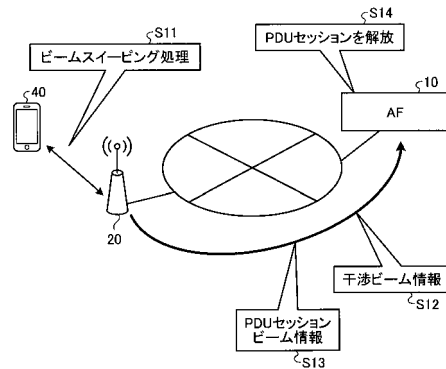 S11
ビームスイーピング処理
S14
PDUセッションを解放
40
10
AF
20
干渉ビーム情報
S12
PDUセッション
ビーム情報
S13